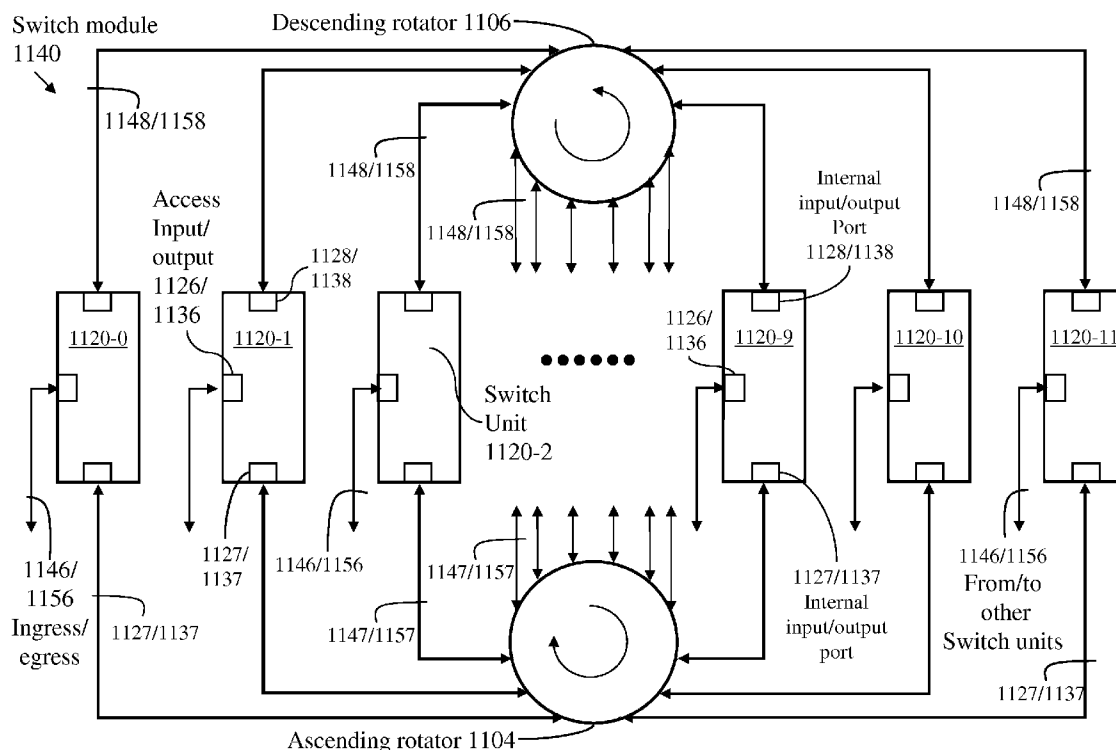 Switch module
1140
Descending rotator 1106
1148/1158
1148/1158
1148/1158
1148/1158
Access
Input/
output
1126/
1136
1128/
1138
Internal
input/output
Port
1128/1138
1120-0
1120-1
1120-9
1120-10
1120-11
1126/
1136
Switch
Unit
1120-2
1146/
1156
Ingress/
egress
1127/1137
1127/
1137
1146/1156
1147/1157
1147/1157
1127/1137
Internal
input/output
port
1146/1156
From/to
other
Switch units
1127/1137
Ascending rotator 1104